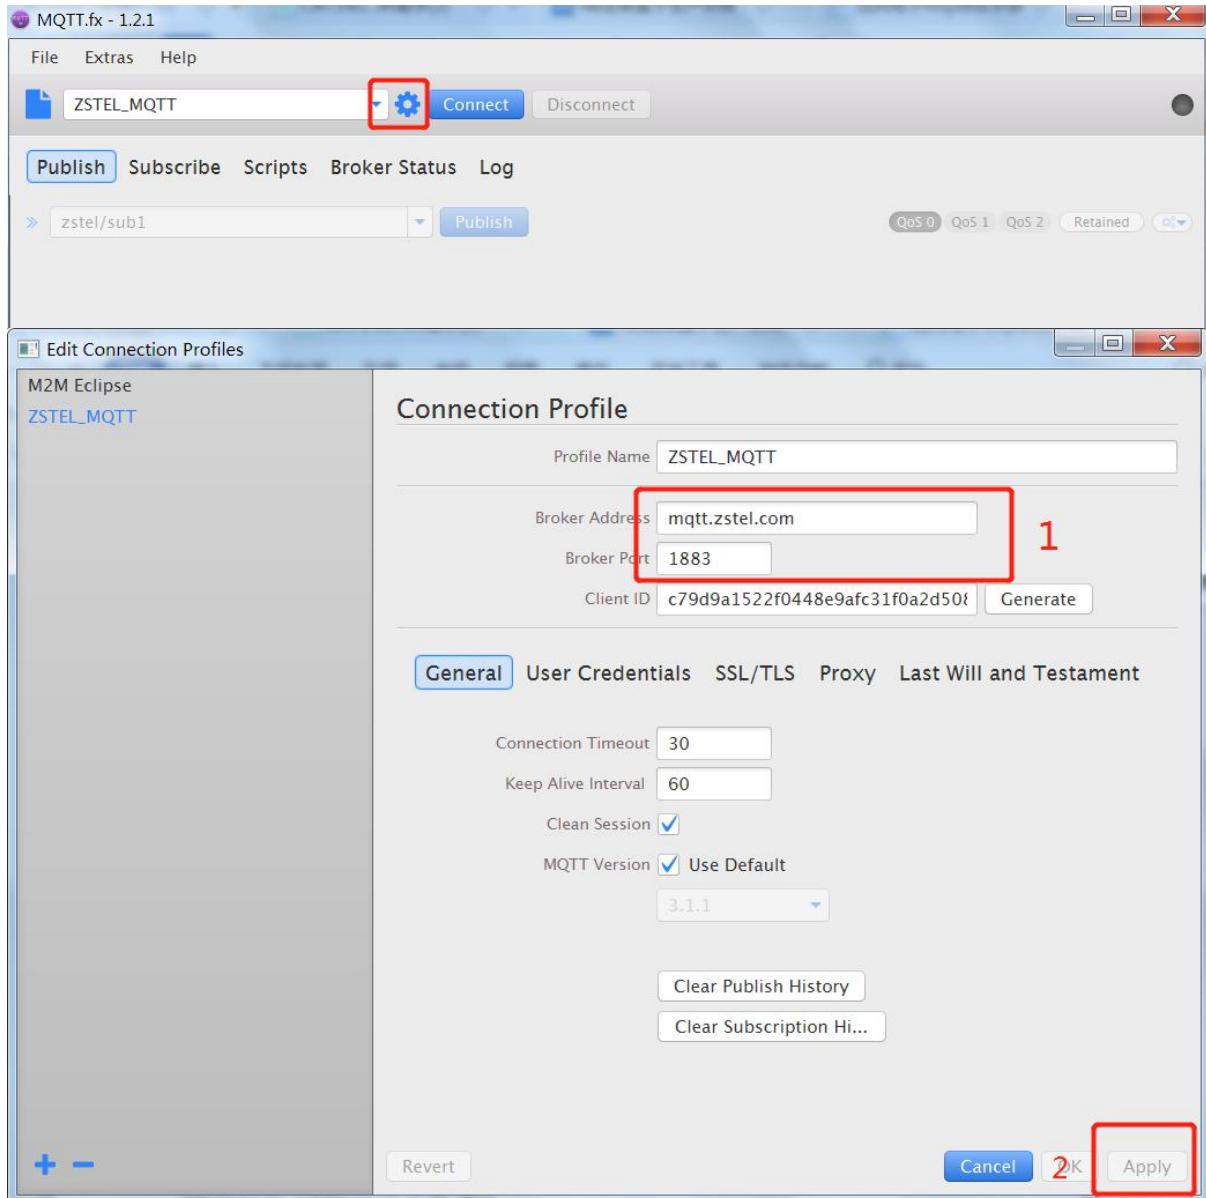 MQTT.fx - 1.2.1
File Extras Help
ZSTEL_MQTT Connect Disconnect
Publish Subscribe Scripts Broker Status Log
zstel/sub1 Publish QoS 0 QoS 1 QoS 2 Retained
Edit Connection Profiles
M2M Eclipse
ZSTEL_MQTT
Connection Profile
Profile Name ZSTEL_MQTT
Broker Address mqtt.zstel.com
1
Broker Port 1883
Client ID c79d9a1522f0448e9afc31f0a2d508 Generate
General User Credentials SSL/TLS Proxy Last Will and Testament
Connection Timeout 30
Keep Alive Interval 60
Clean Session
MQTT Version Use Default
3.1.1
Clear Publish History
Clear Subscription Hi...
Revert Cancel 2 OK Apply